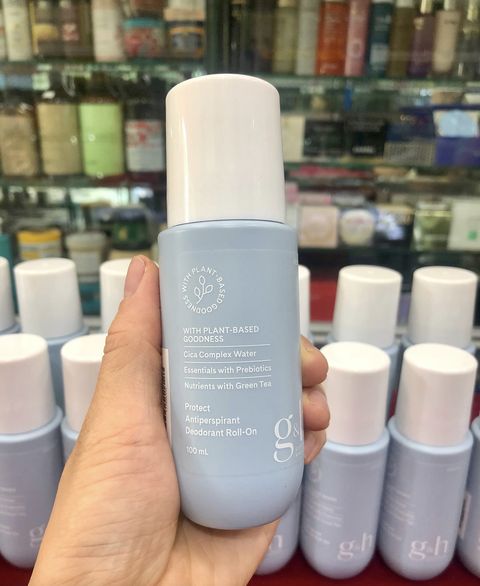 WITH PLANT-BASED GOODNESS
WITH PLANT-BASED
GOODNESS
Cica Complex Water
Essentials with Prebiotics
Nutrients with Green Tea
Protect
Antiperspirant
Deodorant Roll-On
100 mL
g&h
g&h
g&h